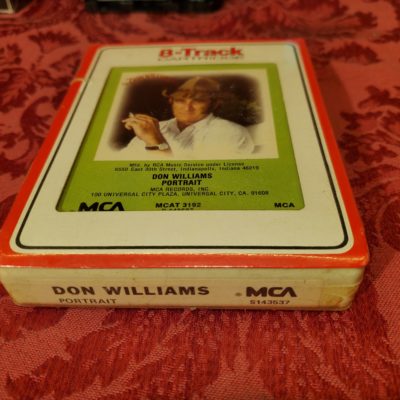 8-Track
CARTRIDGE
Mfd. by RCA Music Service under License
6550 East 30th Street, Indianapolis, Indiana 46219
DON WILLIAMS
PORTRAIT
MCA RECORDS, INC.
100 UNIVERSAL CITY PLAZA, UNIVERSAL CITY, CA. 91608
MCA MCAT 3192 MCA
DON WILLIAMS MCA
PORTRAIT S143537